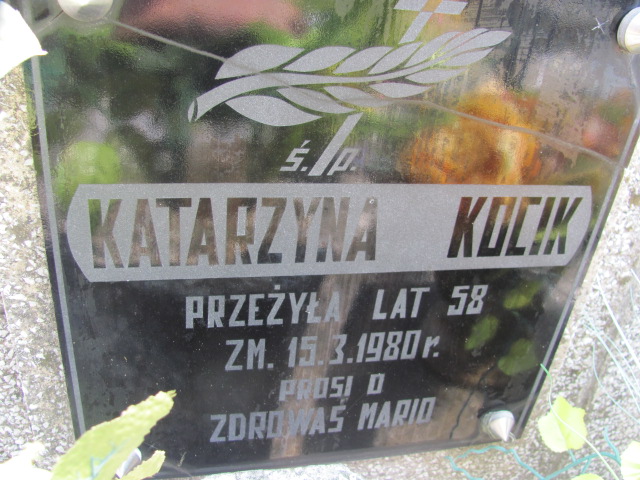 ś. p.
KATARZYNA KOCIK
PRZEŻYŁA LAT 58
ZM. 15.3.1980 r.
PROSI O
ZDROWAŚ MARIO